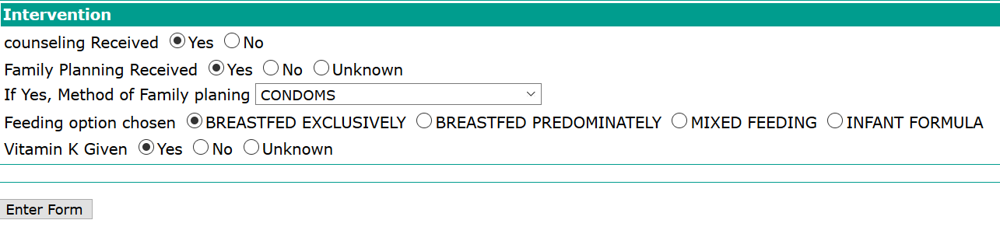 Intervention
counseling Received Yes No
Family Planning Received Yes No Unknown
If Yes, Method of Family planing CONDOMS
Feeding option chosen BREASTFED EXCLUSIVELY BREASTFED PREDOMINATELY MIXED FEEDING INFANT FORMULA
Vitamin K Given Yes No Unknown
Enter Form